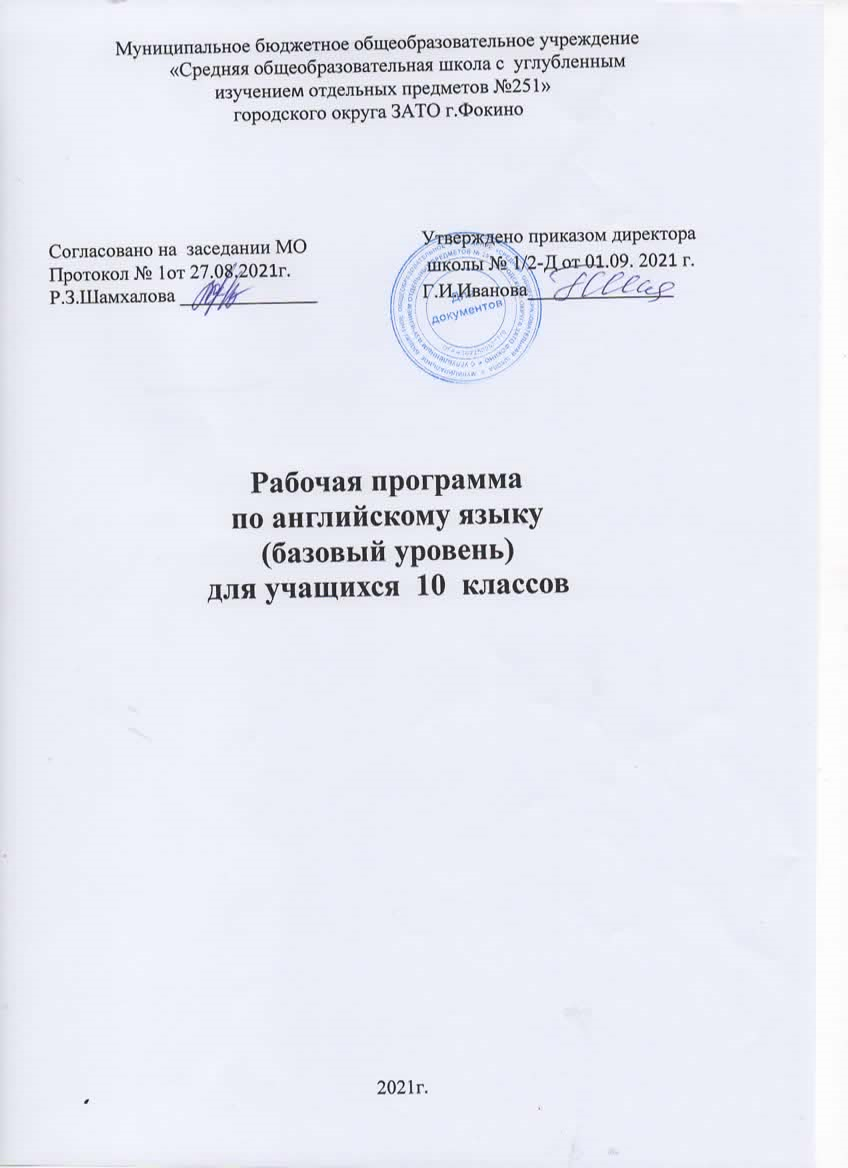 Муниципальное бюджетное общеобразовательное учреждение
«Средняя общеобразовательная школа с углубленным
изучением отдельных предметов №251»
городского округа ЗАТО г.Фокино
Согласовано на заседании МО
Протокол № 1от 27.08.2021г.
Р.З.Шамхалова
Утверждено приказом директора
школы № 1/2-Д от 01.09. 2021 г.
Г.И.Иванова
Для
документов
Рабочая программа
по английскому языку
(базовый уровень)
для учащихся 10 классов
2021г.